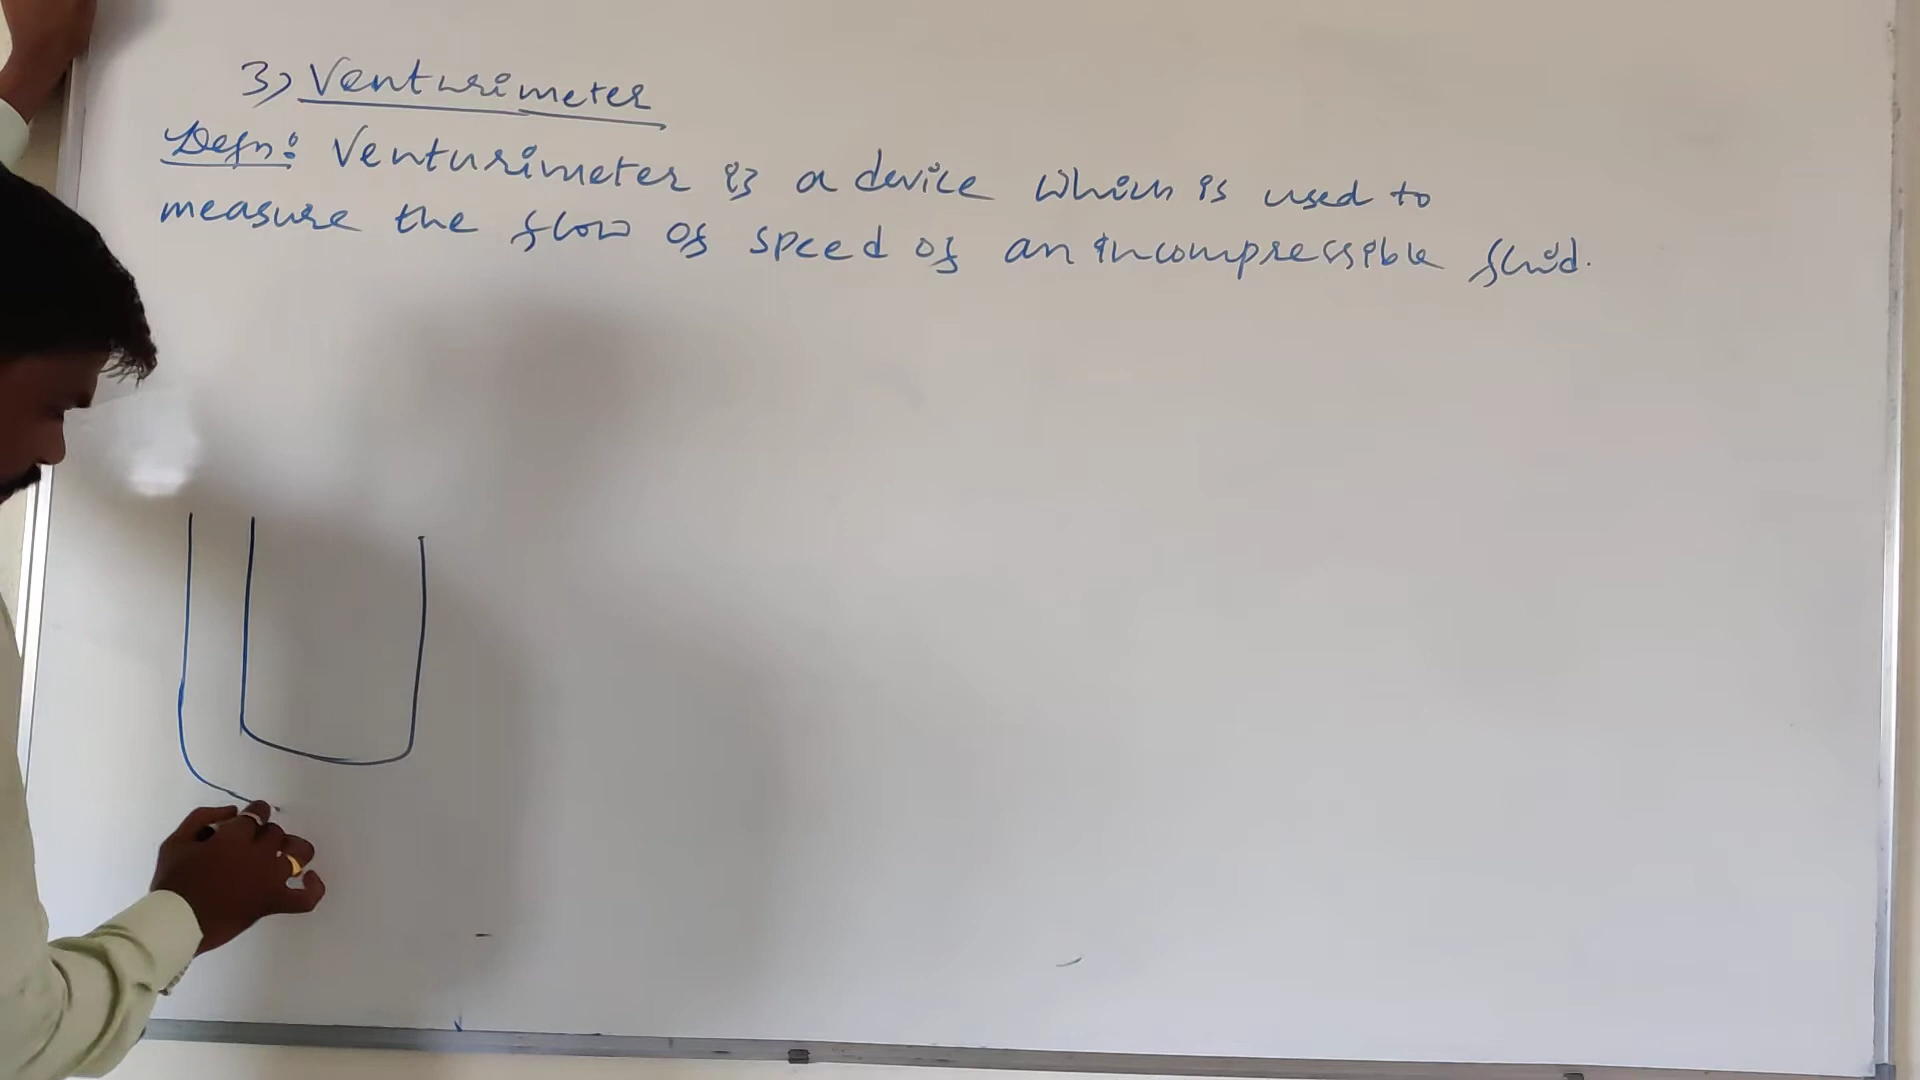 3) Venturimeter
Defn: Venturimeter is a device which is used to
measure the flow of speed of an incompressible fluid.